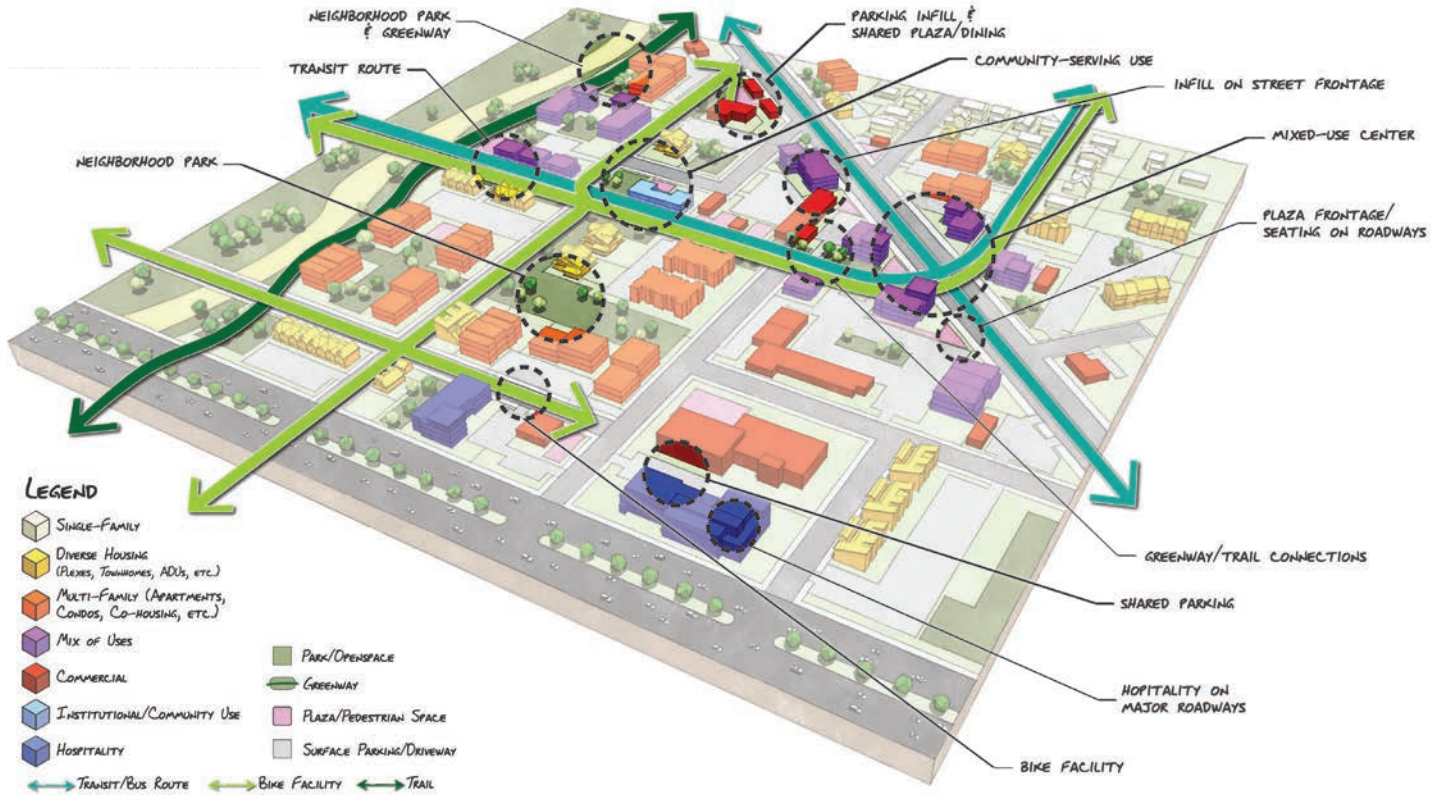 NEIGHBORHOOD PARK
& GREENWAY
TRANSIT ROUTE
NEIGHBORHOOD PARK
PARKING INFILL &
SHARED PLAZA/DINING
COMMUNITY-SERVING USE
INFILL ON STREET FRONTAGE
MIXED-USE CENTER
PLAZA FRONTAGE/
SEATING ON ROADWAYS
GREENWAY/TRAIL CONNECTIONS
SHARED PARKING
HOPITALITY ON
MAJOR ROADWAYS
BIKE FACILITY
LEGEND
SINGLE-FAMILY
DIVERSE HOUSING
(PLEXES, TOWNHOMES, ADUS, ETC.)
MULTI-FAMILY (APARTMENTS,
CONDOS, CO-HOUSING, ETC.)
MIX OF USES
COMMERCIAL
INSTITUTIONAL/COMMUNITY USE
HOSPITALITY
PARK/OPENSPACE
GREENWAY
PLAZA/PEDESTRIAN SPACE
SURFACE PARKING/DRIVEWAY
TRANSIT/BUS ROUTE
BIKE FACILITY
TRAIL